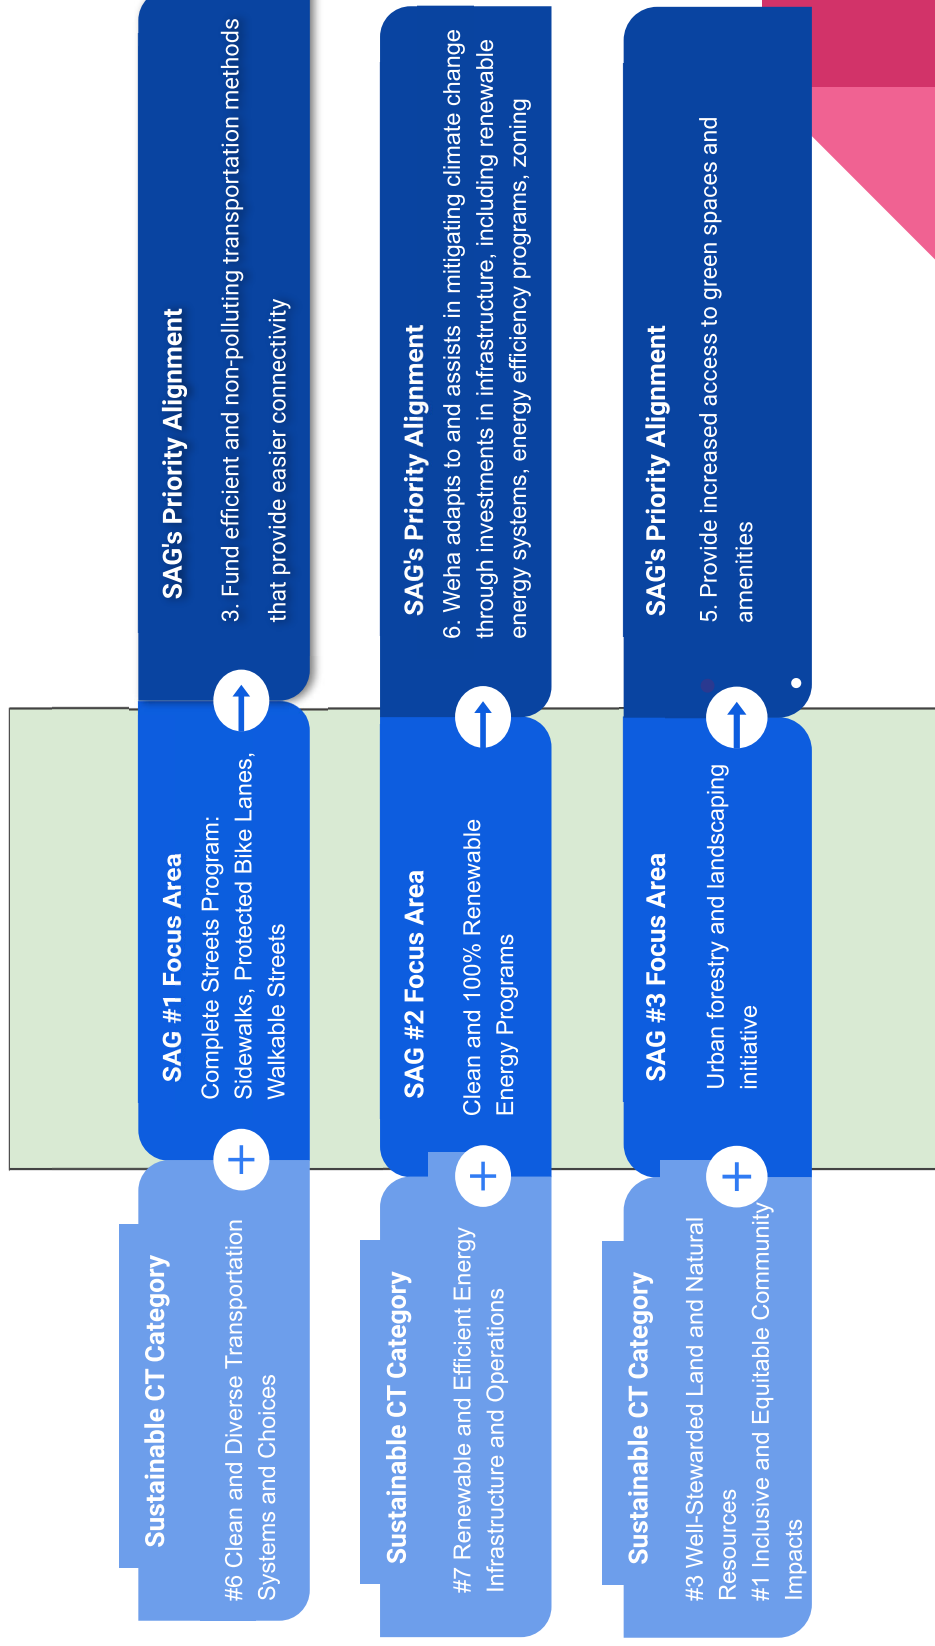 Sustainable CT Category
#6 Clean and Diverse Transportation
Systems and Choices
SAG #1 Focus Area
Complete Streets Program:
Sidewalks, Protected Bike Lanes,
Walkable Streets
SAG's Priority Alignment
3. Fund efficient and non-polluting transportation methods
that provide easier connectivity
Sustainable CT Category
#7 Renewable and Efficient Energy
Infrastructure and Operations
SAG #2 Focus Area
Clean and 100% Renewable
Energy Programs
SAG's Priority Alignment
6. Weha adapts to and assists in mitigating climate change
through investments in infrastructure, including renewable
energy systems, energy efficiency programs, zoning
Sustainable CT Category
#3 Well-Stewarded Land and Natural
Resources
#1 Inclusive and Equitable Community
Impacts
SAG #3 Focus Area
Urban forestry and landscaping
initiative
SAG's Priority Alignment
5. Provide increased access to green spaces and
amenities